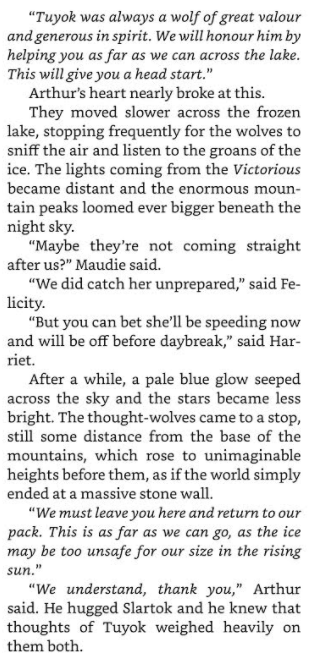 “Tuyok was always a wolf of great valour
and generous in spirit. We will honour him by
helping you as far as we can across the lake.
This will give you a head start.”
Arthur’s heart nearly broke at this.
They moved slower across the frozen
lake, stopping frequently for the wolves to
sniff the air and listen to the groans of the
ice. The lights coming from the Victorious
became distant and the enormous moun-
tain peaks loomed ever bigger beneath the
night sky.
“Maybe they’re not coming straight
after us?” Maudie said.
“We did catch her unprepared,” said Fe-
licity.
“But you can bet she’ll be speeding now
and will be off before daybreak,” said Har-
riet.
After a while, a pale blue glow seeped
across the sky and the stars became less
bright. The thought-wolves came to a stop,
still some distance from the base of the
mountains, which rose to unimaginable
heights before them, as if the world simply
ended at a massive stone wall.
“We must leave you here and return to our
pack. This is as far as we can go, as the ice
may be too unsafe for our size in the rising
sun.”
“We understand, thank you,” Arthur
said. He hugged Slartok and he knew that
thoughts of Tuyok weighed heavily on
them both.